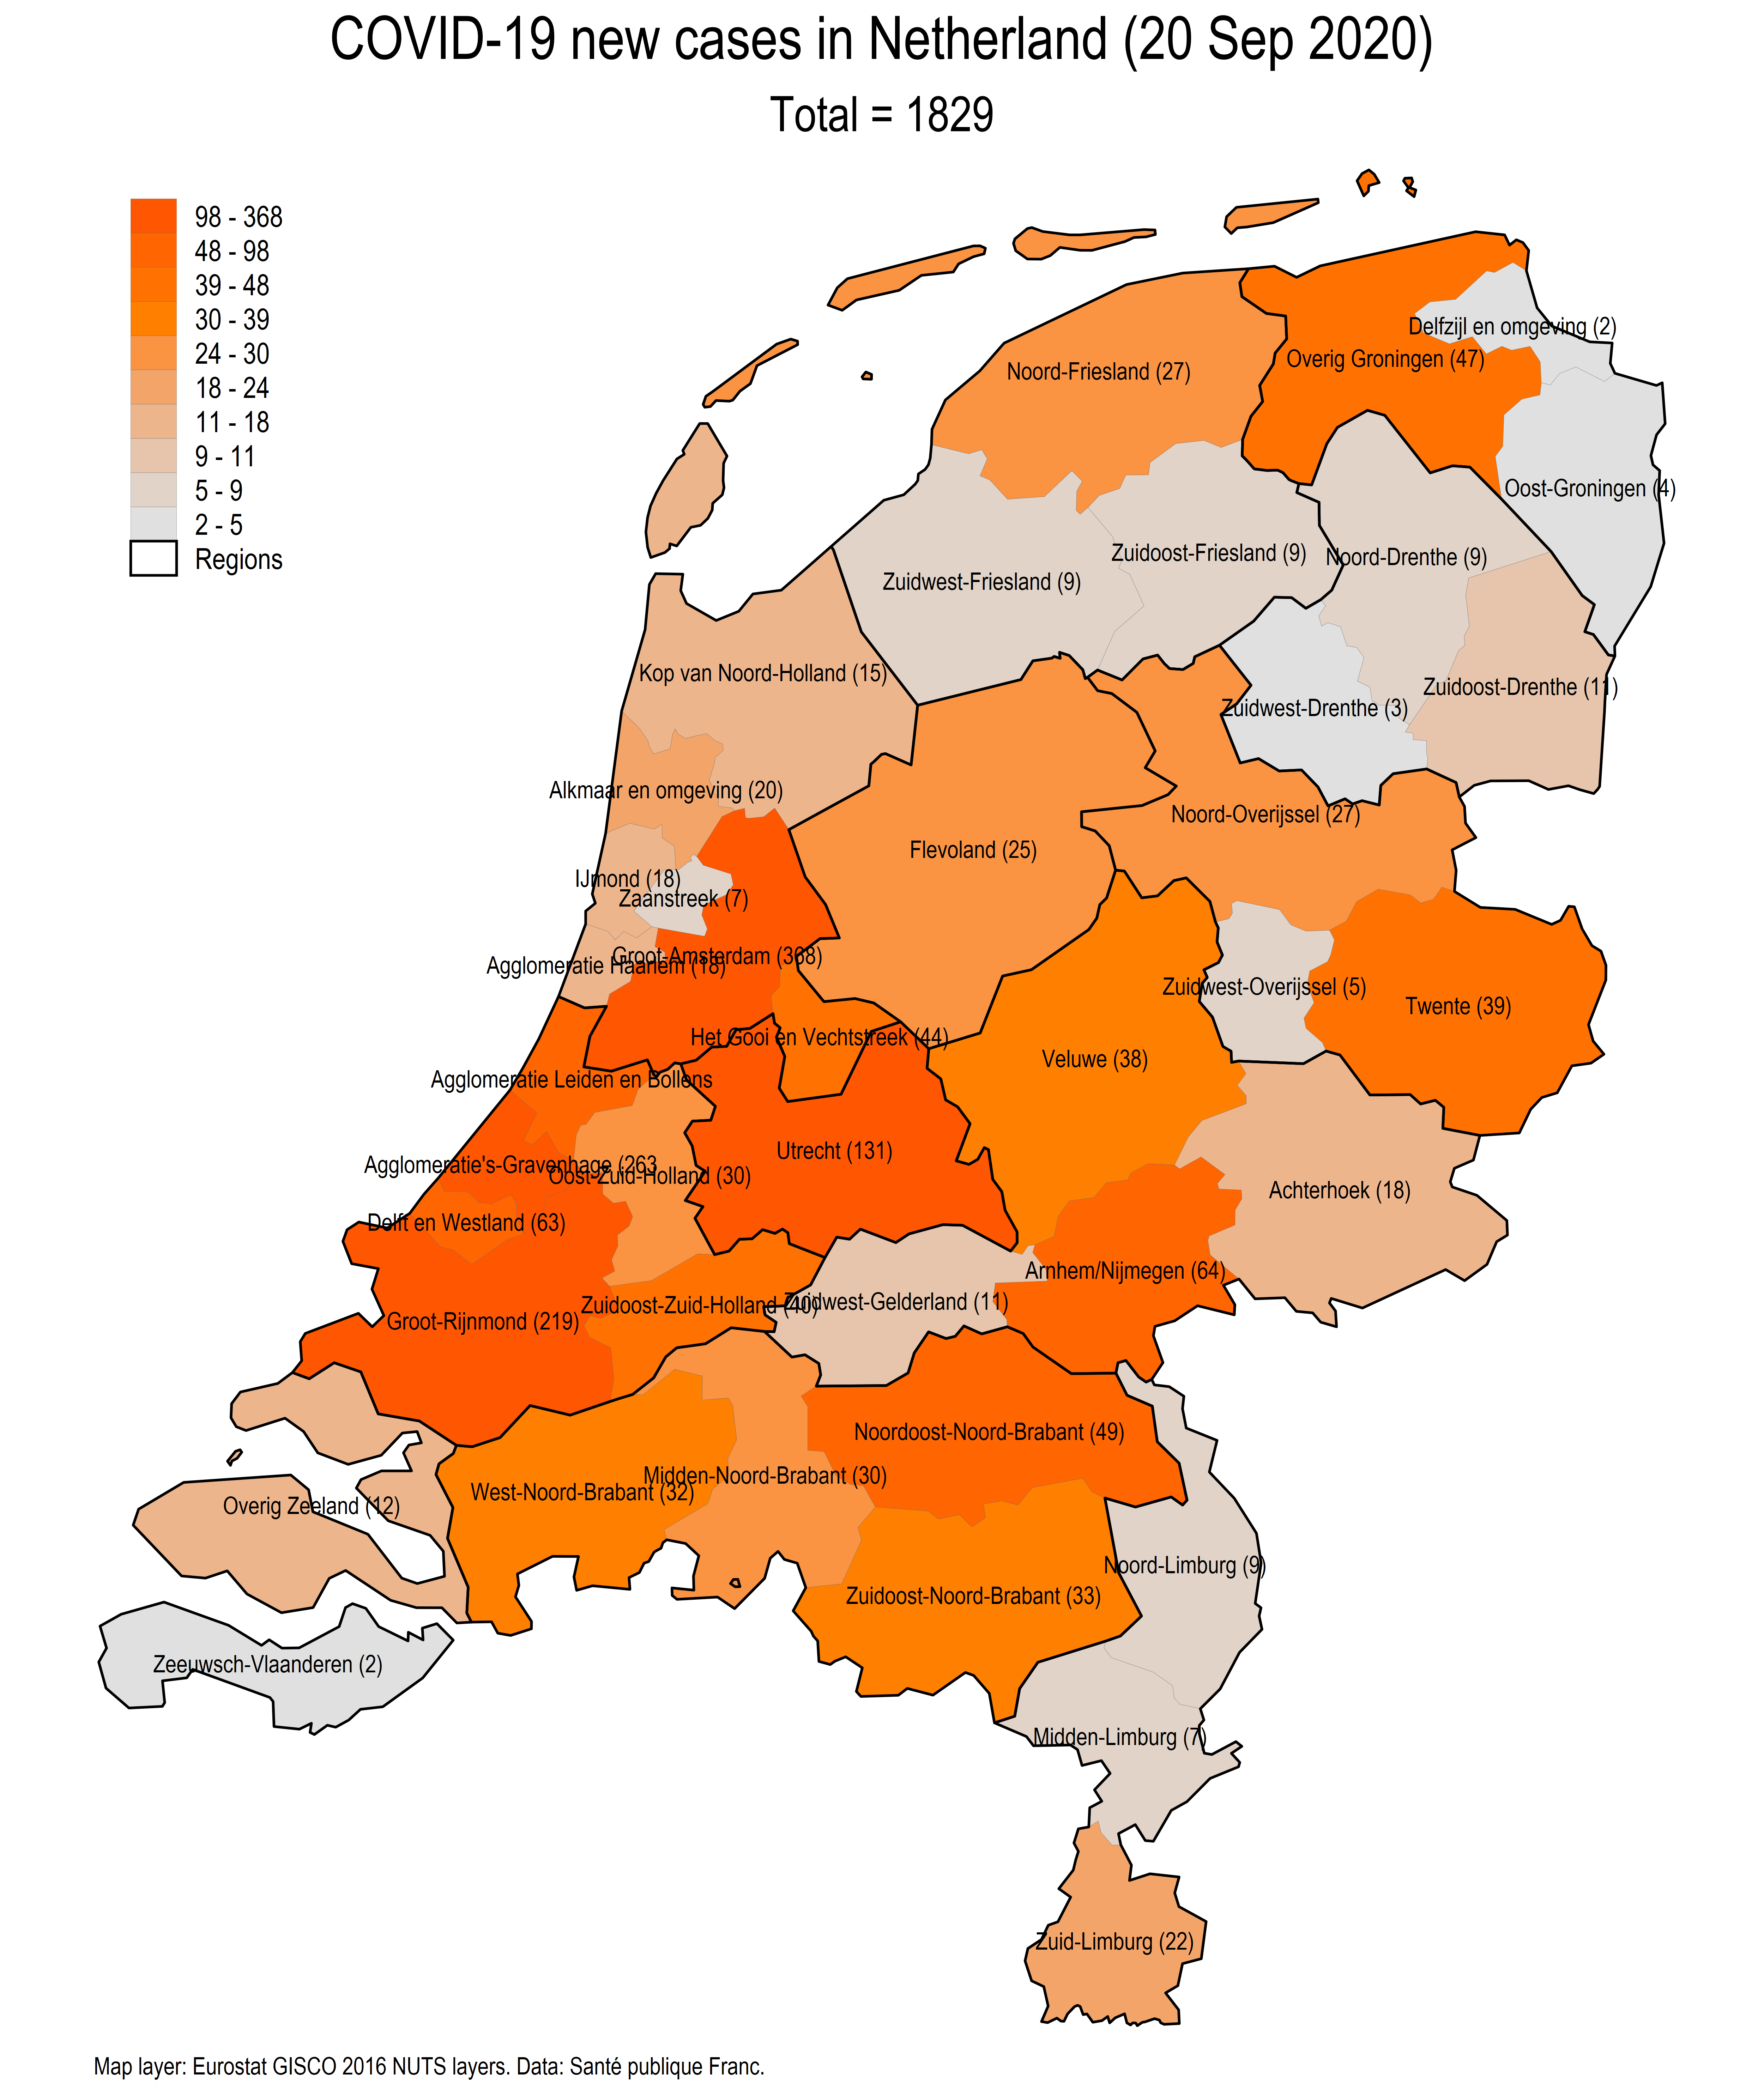 COVID-19 new cases in Netherland (20 Sep 2020)
Total = 1829
98 - 368
48 - 98
39 - 48
30 - 39
24 - 30
18 - 24
11 - 18
9 - 11
5 - 9
2 - 5
Regions
Delfzijl en omgeving (2)
Overig Groningen (47)
Noord-Friesland (27)
Oost-Groningen (4)
Zuidoost-Friesland (9)
Noord-Drenthe (9)
Zuidwest-Friesland (9)
Kop van Noord-Holland (15)
Zuidoost-Drenthe (11)
Zuidwest-Drenthe (3)
Alkmaar en omgeving (20)
Noord-Overijssel (27)
Flevoland (25)
IJmond (18)
Zaanstreek (7)
Groot-Amsterdam (368)
Agglomeratie Haarlem (18)
Zuidwest-Overijssel (5)
Twente (39)
Het Gooi en Vechtstreek (44)
Veluwe (38)
Agglomeratie Leiden en Bollens
Utrecht (131)
Agglomeratie's-Gravenhage (263
Oost-Zuid-Holland (30)
Achterhoek (18)
Delft en Westland (63)
Arnhem/Nijmegen (64)
Zuidwest-Gelderland (11)
Zuidoost-Zuid-Holland (40)
Groot-Rijnmond (219)
Noordoost-Noord-Brabant (49)
Midden-Noord-Brabant (30)
West-Noord-Brabant (32)
Overig Zeeland (12)
Noord-Limburg (9)
Zuidoost-Noord-Brabant (33)
Zeeuwsch-Vlaanderen (2)
Midden-Limburg (7)
Zuid-Limburg (22)
Map layer: Eurostat GISCO 2016 NUTS layers. Data: Santé publique Franc.